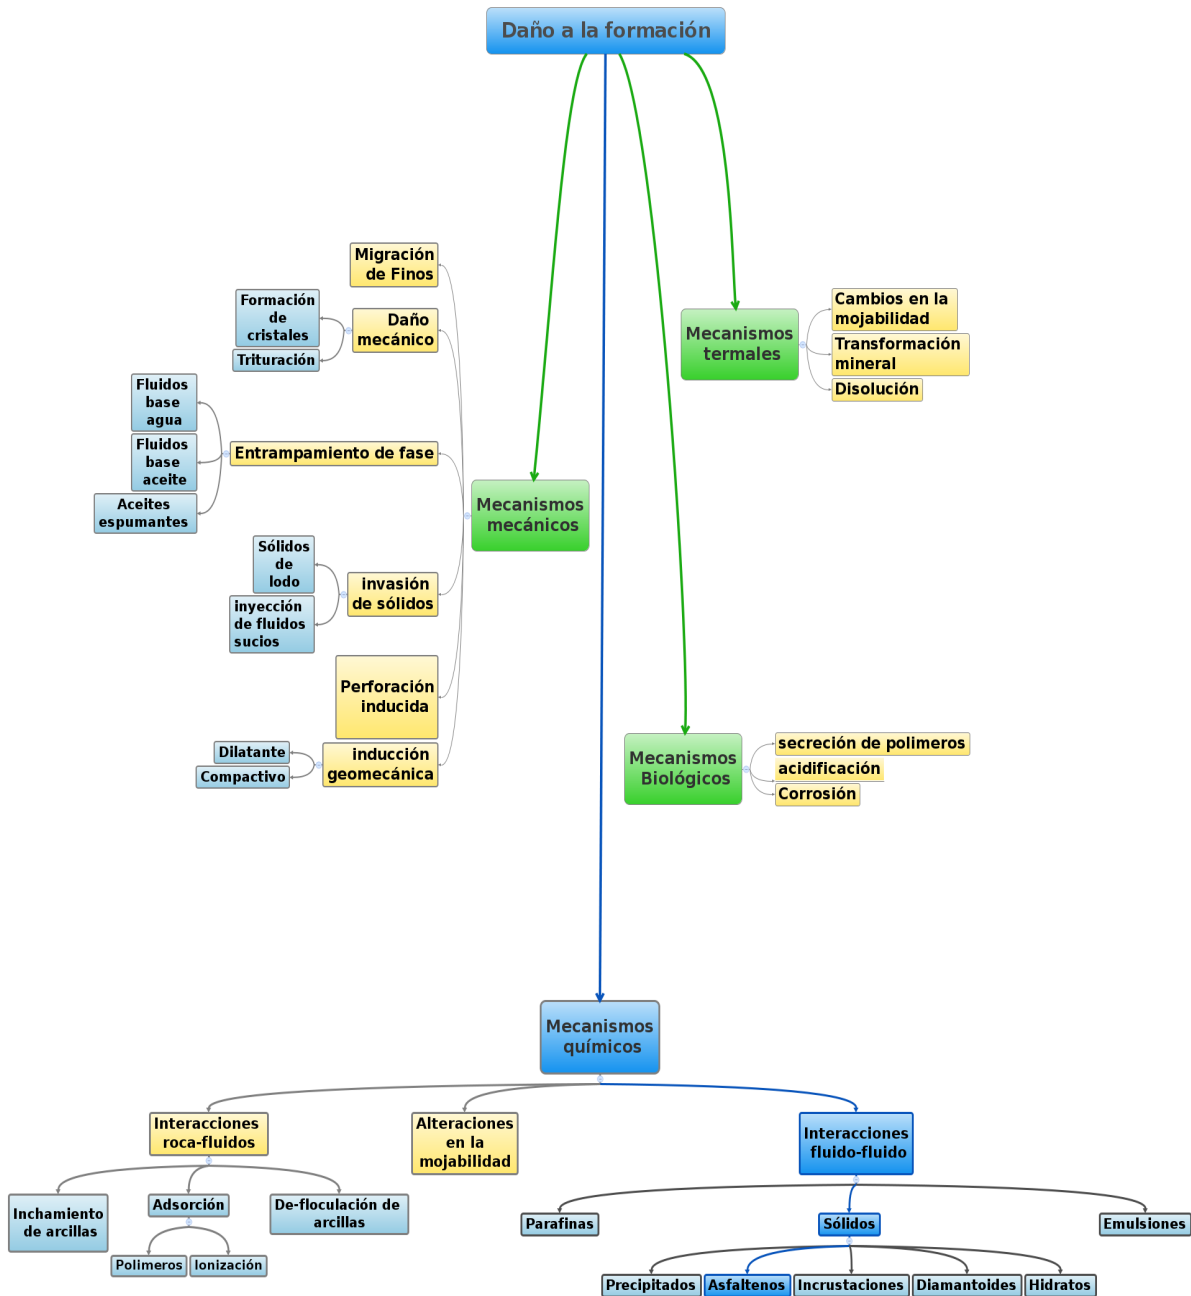 Daño a la formación
Migración
de Finos
Formación
de
cristales
Daño
mecánico
Trituración
Fluidos
base
agua
Fluidos
base
aceite
Entrampamiento de fase
Aceites
espumantes
Mecanismos
mecánicos
Sólidos
de
lodo
invasión
de sólidos
inyección
de fluidos
sucios
Perforación
inducida
Dilatante
Compactivo
inducción
geomecánica
Mecanismos
termales
Cambios en la
mojabilidad
Transformación
mineral
Disolución
Mecanismos
Biológicos
secreción de polimeros
acidificación
Corrosión
Mecanismos
químicos
Interacciones
roca-fluidos
Alteraciones
en la
mojabilidad
Interacciones
fluido-fluido
Inchamiento
de arcillas
Adsorción
De-floculación de
arcillas
Polimeros
Ionización
Parafinas
Sólidos
Emulsiones
Precipitados
Asfaltenos
Incrustaciones
Diamantoides
Hidratos